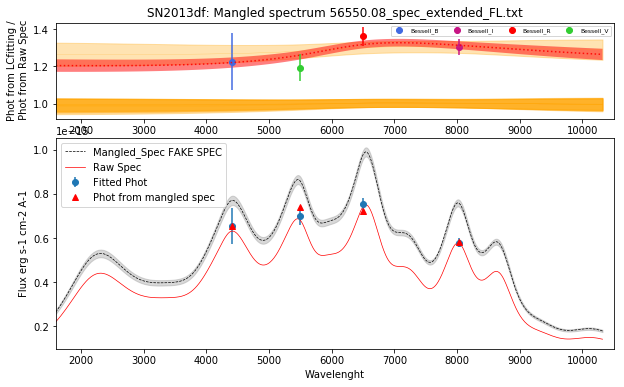 SN2013df: Mangled spectrum 56550.08_spec_extended_FL.txt
Phot from LCfitting /
Phot from Raw Spec
1.4
1.2
1.0
Bessell_B
Bessell_I
Bessell_R
Bessell_V
2000 3000 4000 5000 6000 7000 8000 9000 10000
Flux erg s-1 cm-2 A-1
1.0
0.8
0.6
0.4
0.2
Mangled_Spec FAKE SPEC
Raw Spec
Fitted Phot
Phot from mangled spec
2000 3000 4000 5000 6000 7000 8000 9000 10000
Wavelenght